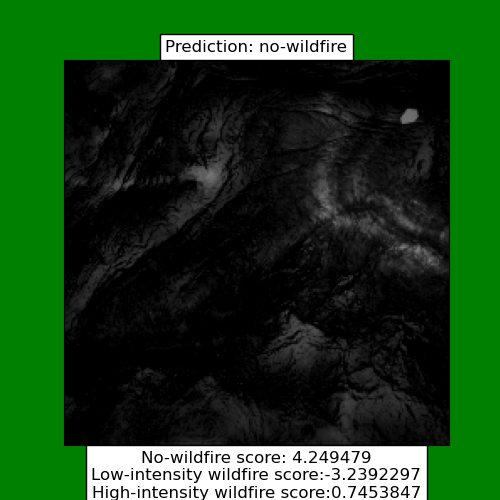 Prediction: no-wildfire
No-wildfire score: 4.249479
Low-intensity wildfire score:-3.2392297
High-intensity wildfire score:0.7453847